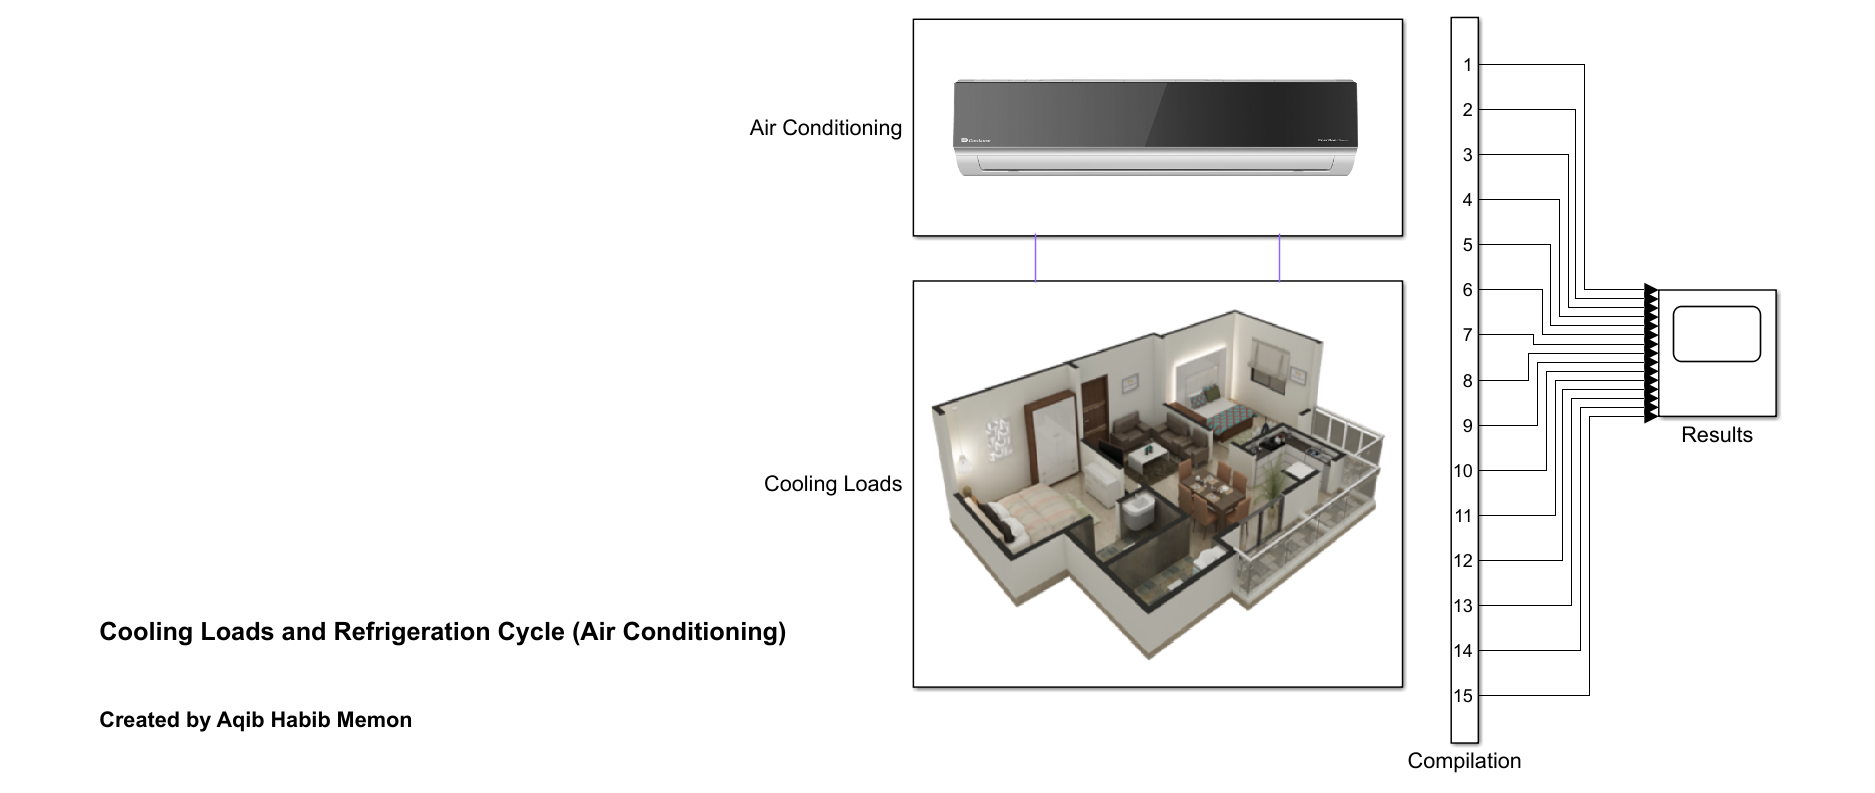 Air Conditioning
Cooling Loads
Cooling Loads and Refrigeration Cycle (Air Conditioning)
Created by Aqib Habib Memon
1
2
3
4
5
6
7
8
9
10
11
12
13
14
15
Compilation
Results